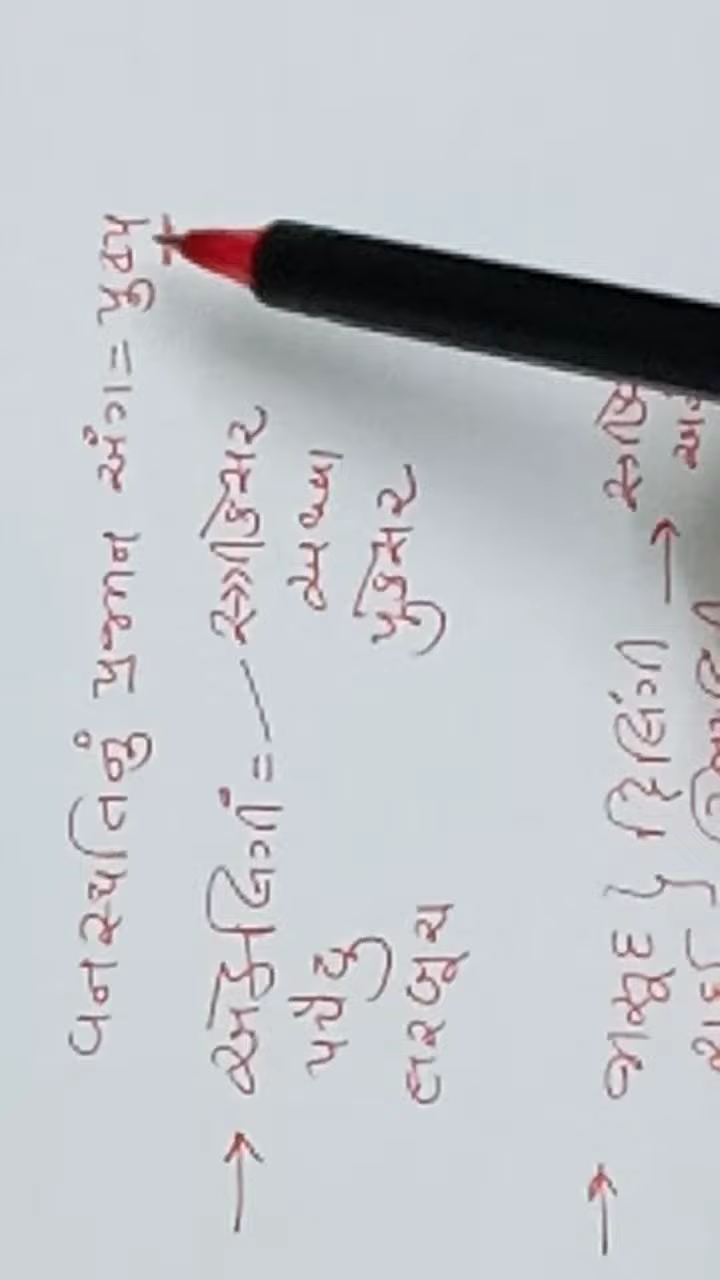 વનસ્પતિનું પ્રજનન અંગ = પુષ્પ
→ એકલિંગી = સ્ત્રીકેસર
અથવા
પુંકેસર
પપૈયુ
તરબૂચ
→ જાસૂદ } દ્વિલિંગી → સ્ત્રીકે
રાઈ